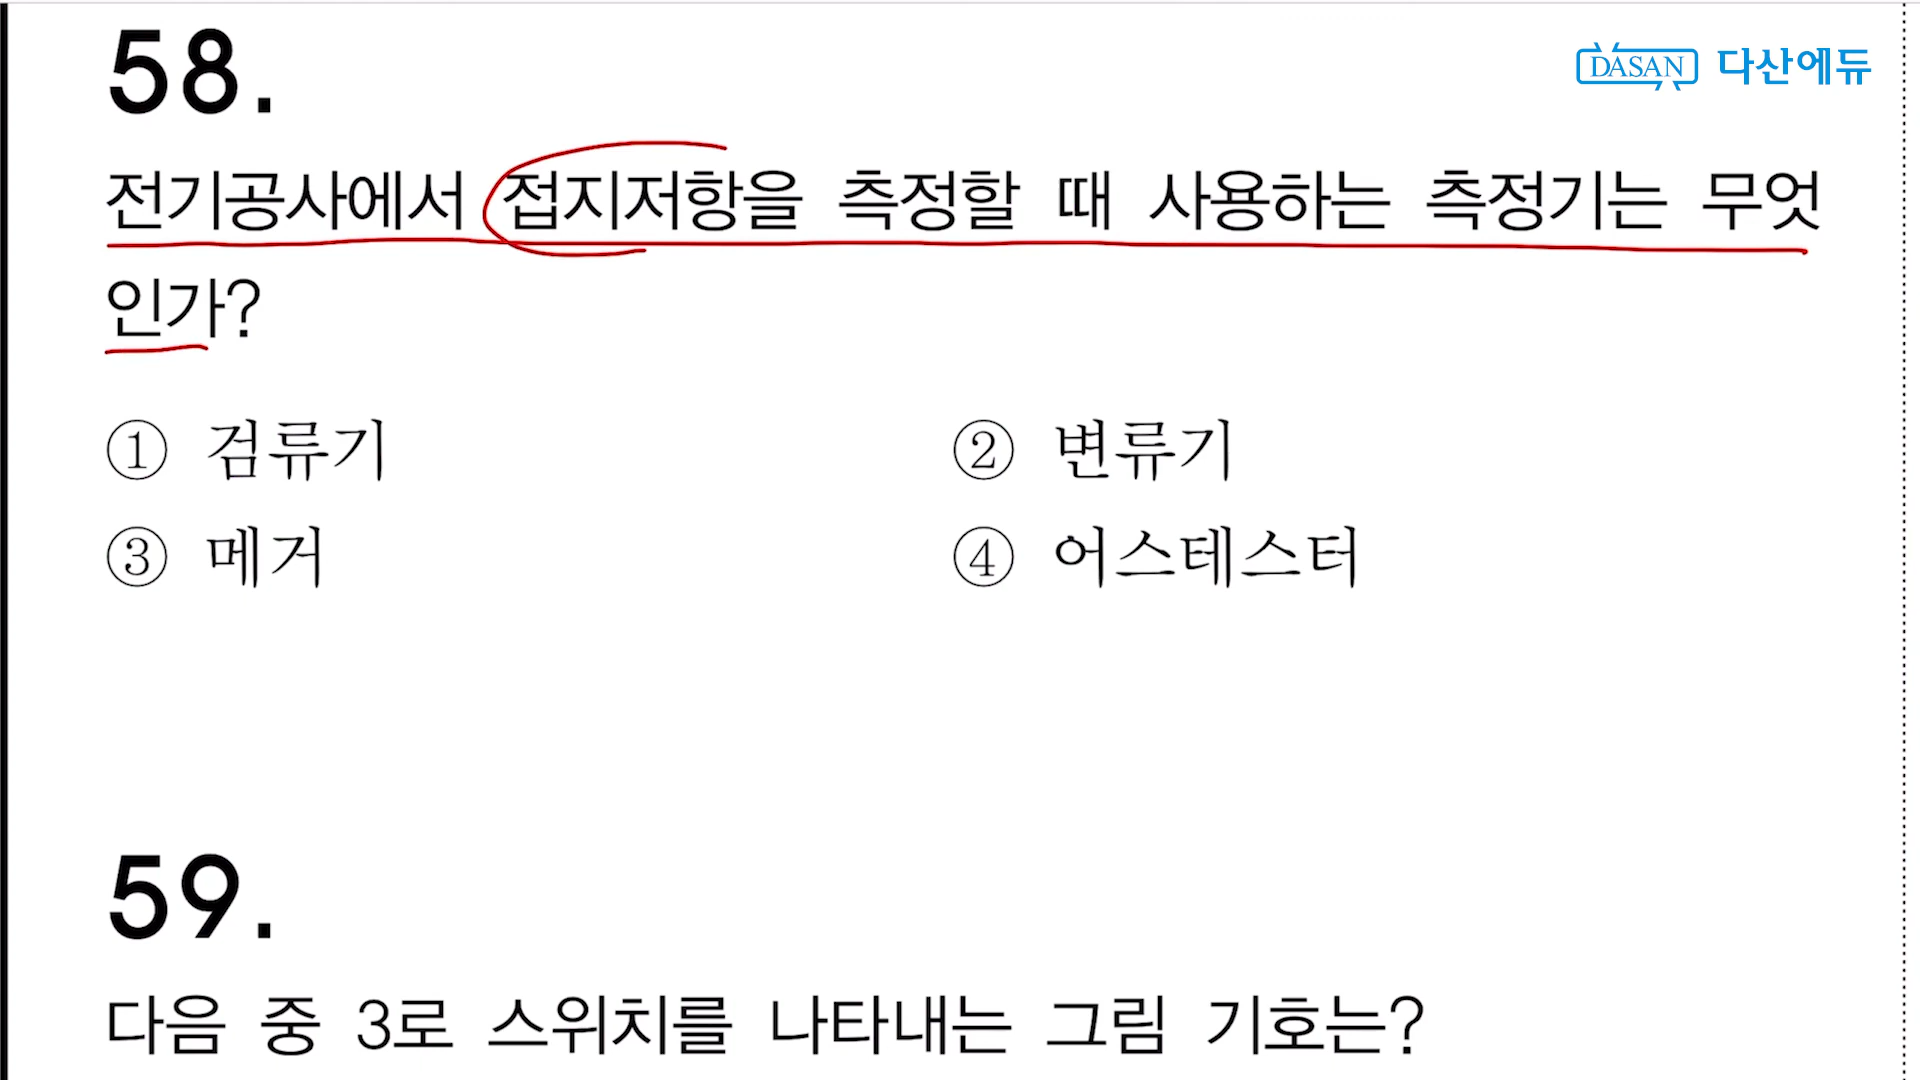 58.
DASAN 다산에듀
전기공사에서 접지저항을 측정할 때 사용하는 측정기는 무엇
인가?
① 검류기 ② 변류기
③ 메거 ④ 어스테스터
59.
다음 중 3로 스위치를 나타내는 그림 기호는?